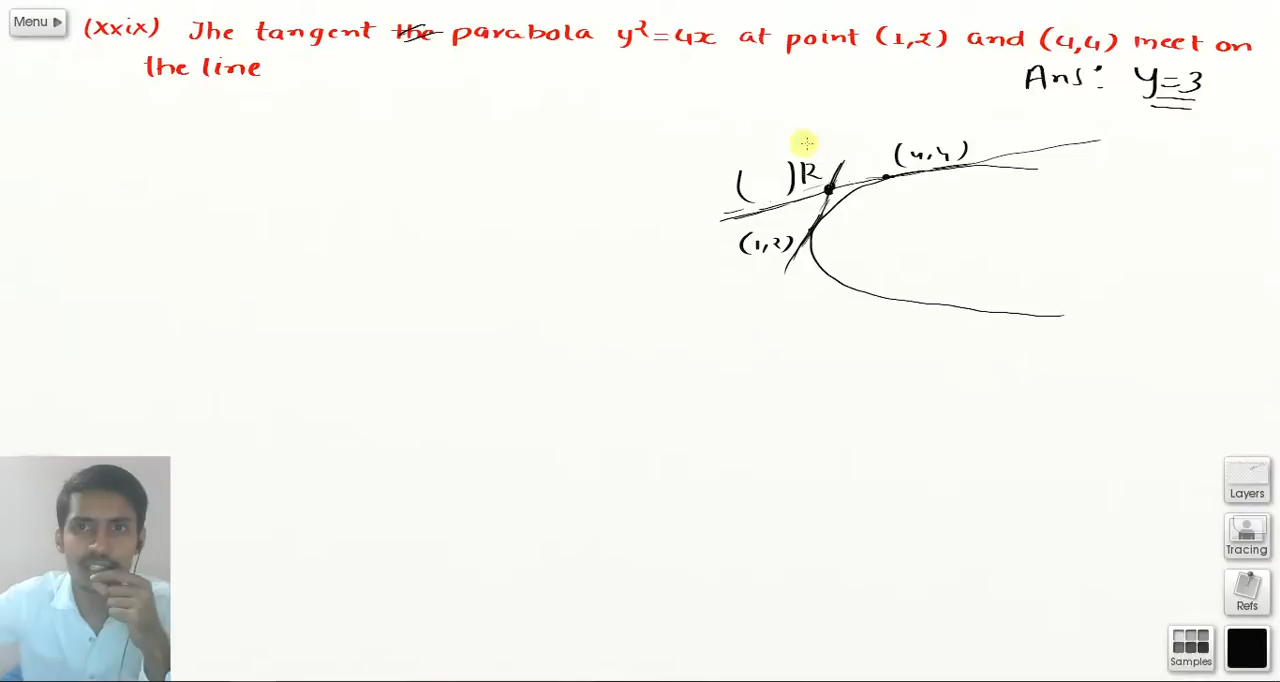 Menu
(xxix) The tangent the parabola y²=4x at point (1,2) and (4,4) meet on
the line
Ans: y=3
(4,4)
( ) R
(1,2)
Layers
Tracing
Refs
Samples